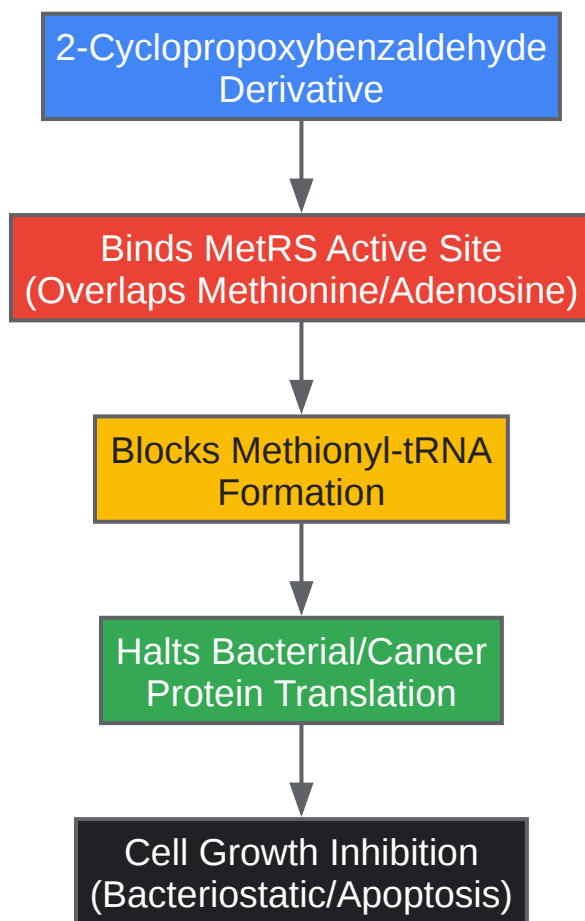 2-Cyclopropoxybenzaldehyde
Derivative
Binds MetRS Active Site
(Overlaps Methionine/Adenosine)
Blocks Methionyl-tRNA
Formation
Halts Bacterial/Cancer
Protein Translation
Cell Growth Inhibition
(Bacteriostatic/Apoptosis)